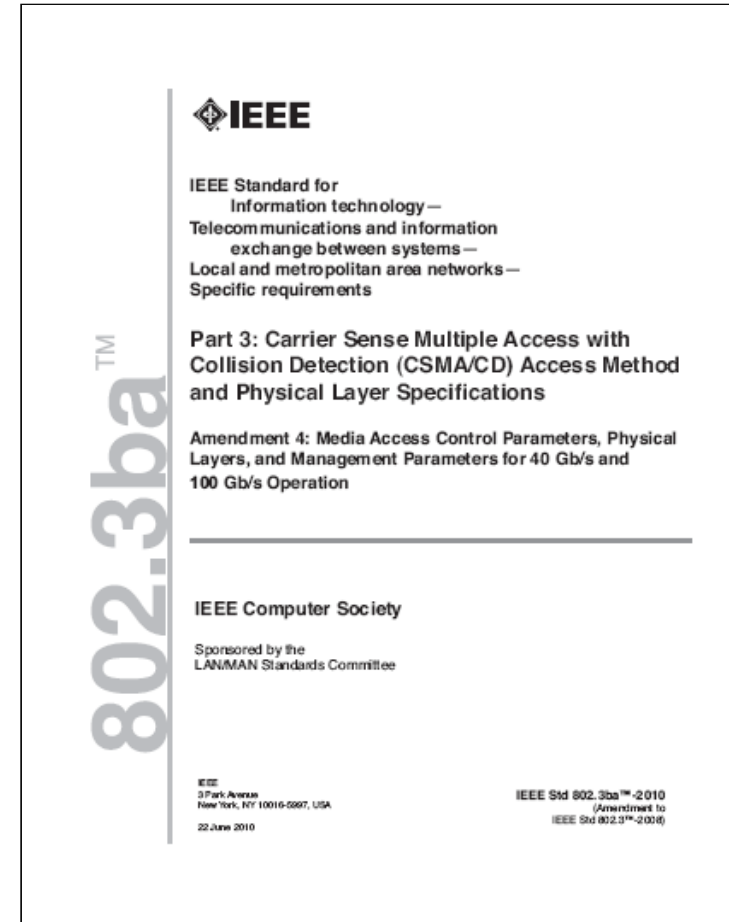 IEEE
IEEE Standard for
Information technology—
Telecommunications and information
exchange between systems—
Local and metropolitan area networks—
Specific requirements
Part 3: Carrier Sense Multiple Access with
Collision Detection (CSMA/CD) Access Method
and Physical Layer Specifications
Amendment 4: Media Access Control Parameters, Physical
Layers, and Management Parameters for 40 Gb/s and
100 Gb/s Operation
802.3ba™
IEEE Computer Society
Sponsored by the
LAN/MAN Standards Committee
IEEE
3 Park Avenue
New York, NY 10016-5997, USA
22 June 2010
IEEE Std 802.3ba™-2010
(Amendment to
IEEE Std 802.3™-2008)